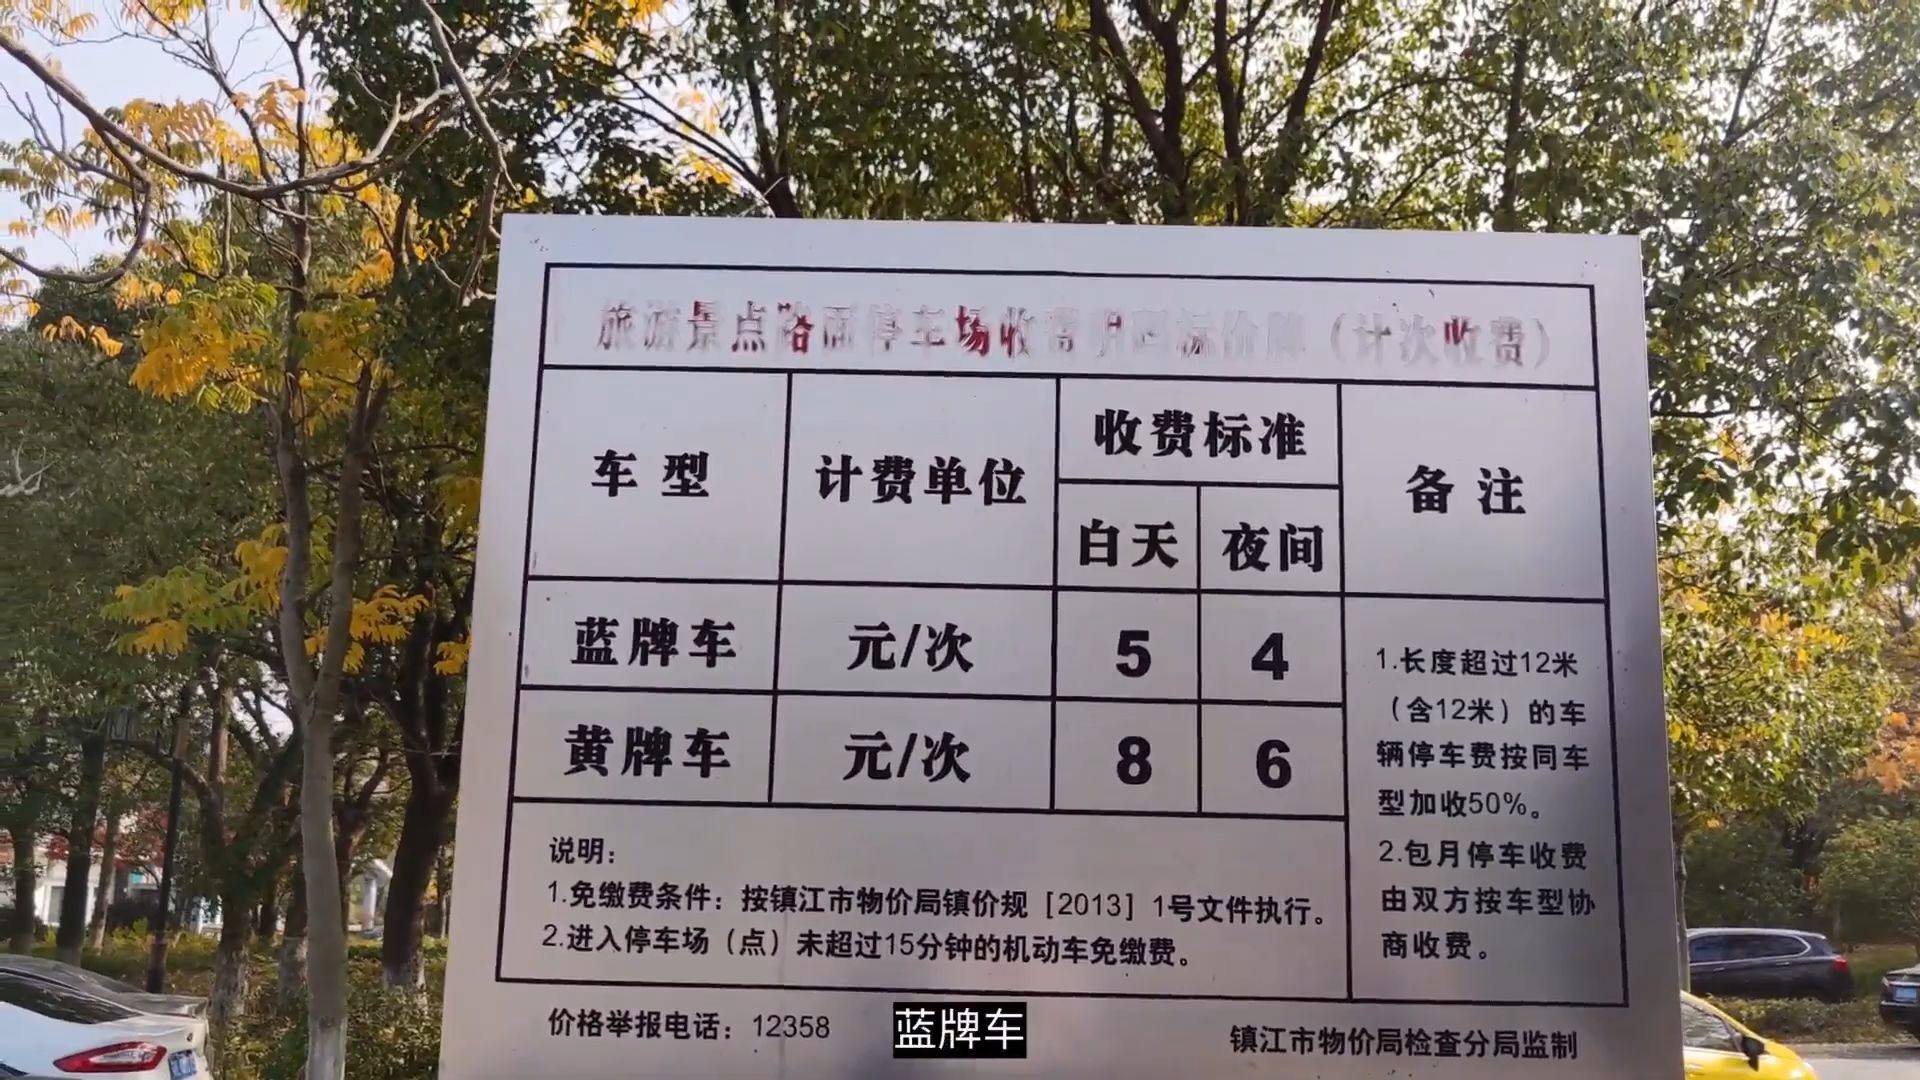 旅游景点路面停车场收费明码标价牌（计次收费）
车型 计费单位 收费标准 备注
白天 夜间
蓝牌车 元/次 5 4
黄牌车 元/次 8 6
1.长度超过12米
（含12米）的车
辆停车费按同车
型加收50%。
2.包月停车收费
由双方按车型协
商收费。
说明：
1.免缴费条件：按镇江市物价局镇价规［2013］1号文件执行。
2.进入停车场（点）未超过15分钟的机动车免缴费。
价格举报电话：12358
镇江市物价局检查分局监制
蓝牌车